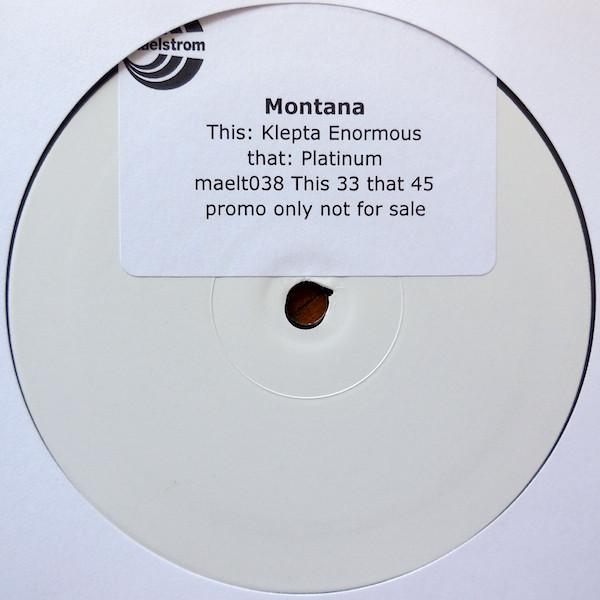 aelstrom
Montana
This: Klepta Enormous
that: Platinum
maelt038 This 33 that 45
promo only not for sale